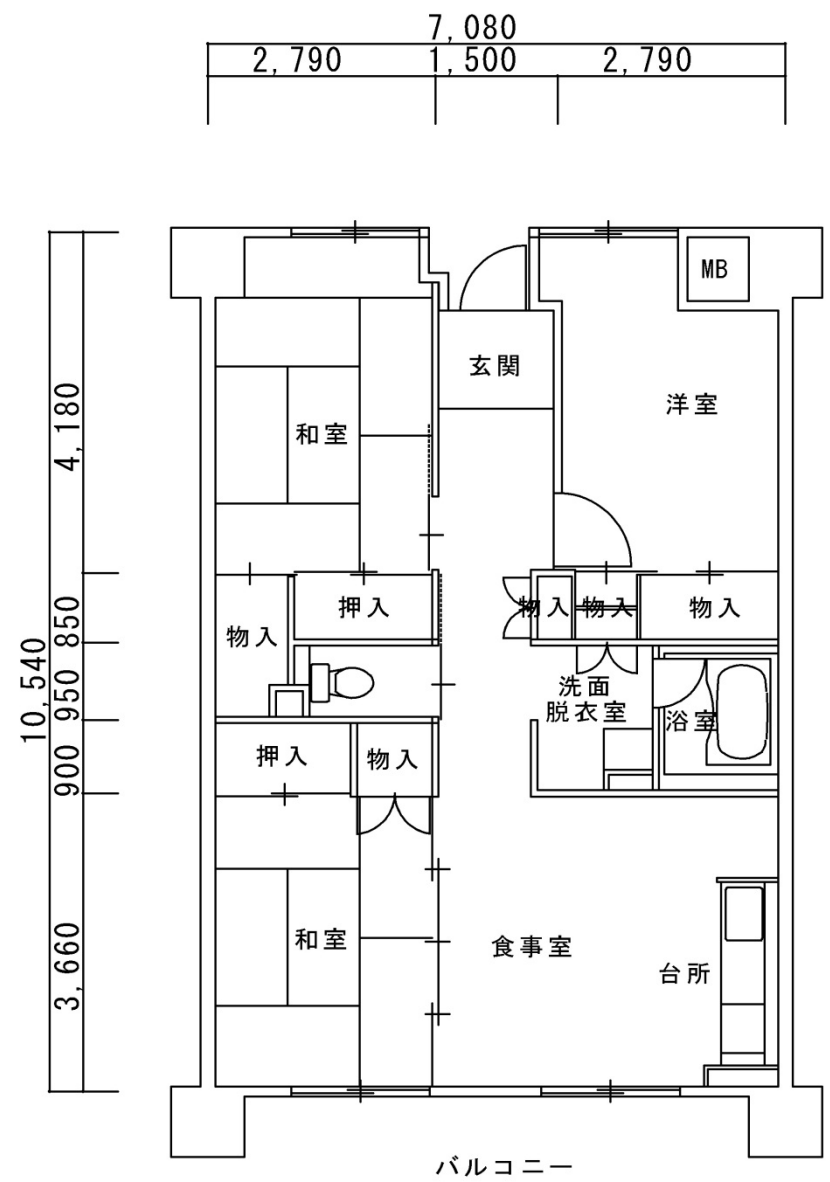 7,080
2,790 1,500 2,790
MB
玄関
洋室
和室
4,180
押入
物入
物入
物入
物入
850
10,540
950
洗面
脱衣室
浴室
押入
物入
900
和室
食事室
台所
3,660
バルコニー